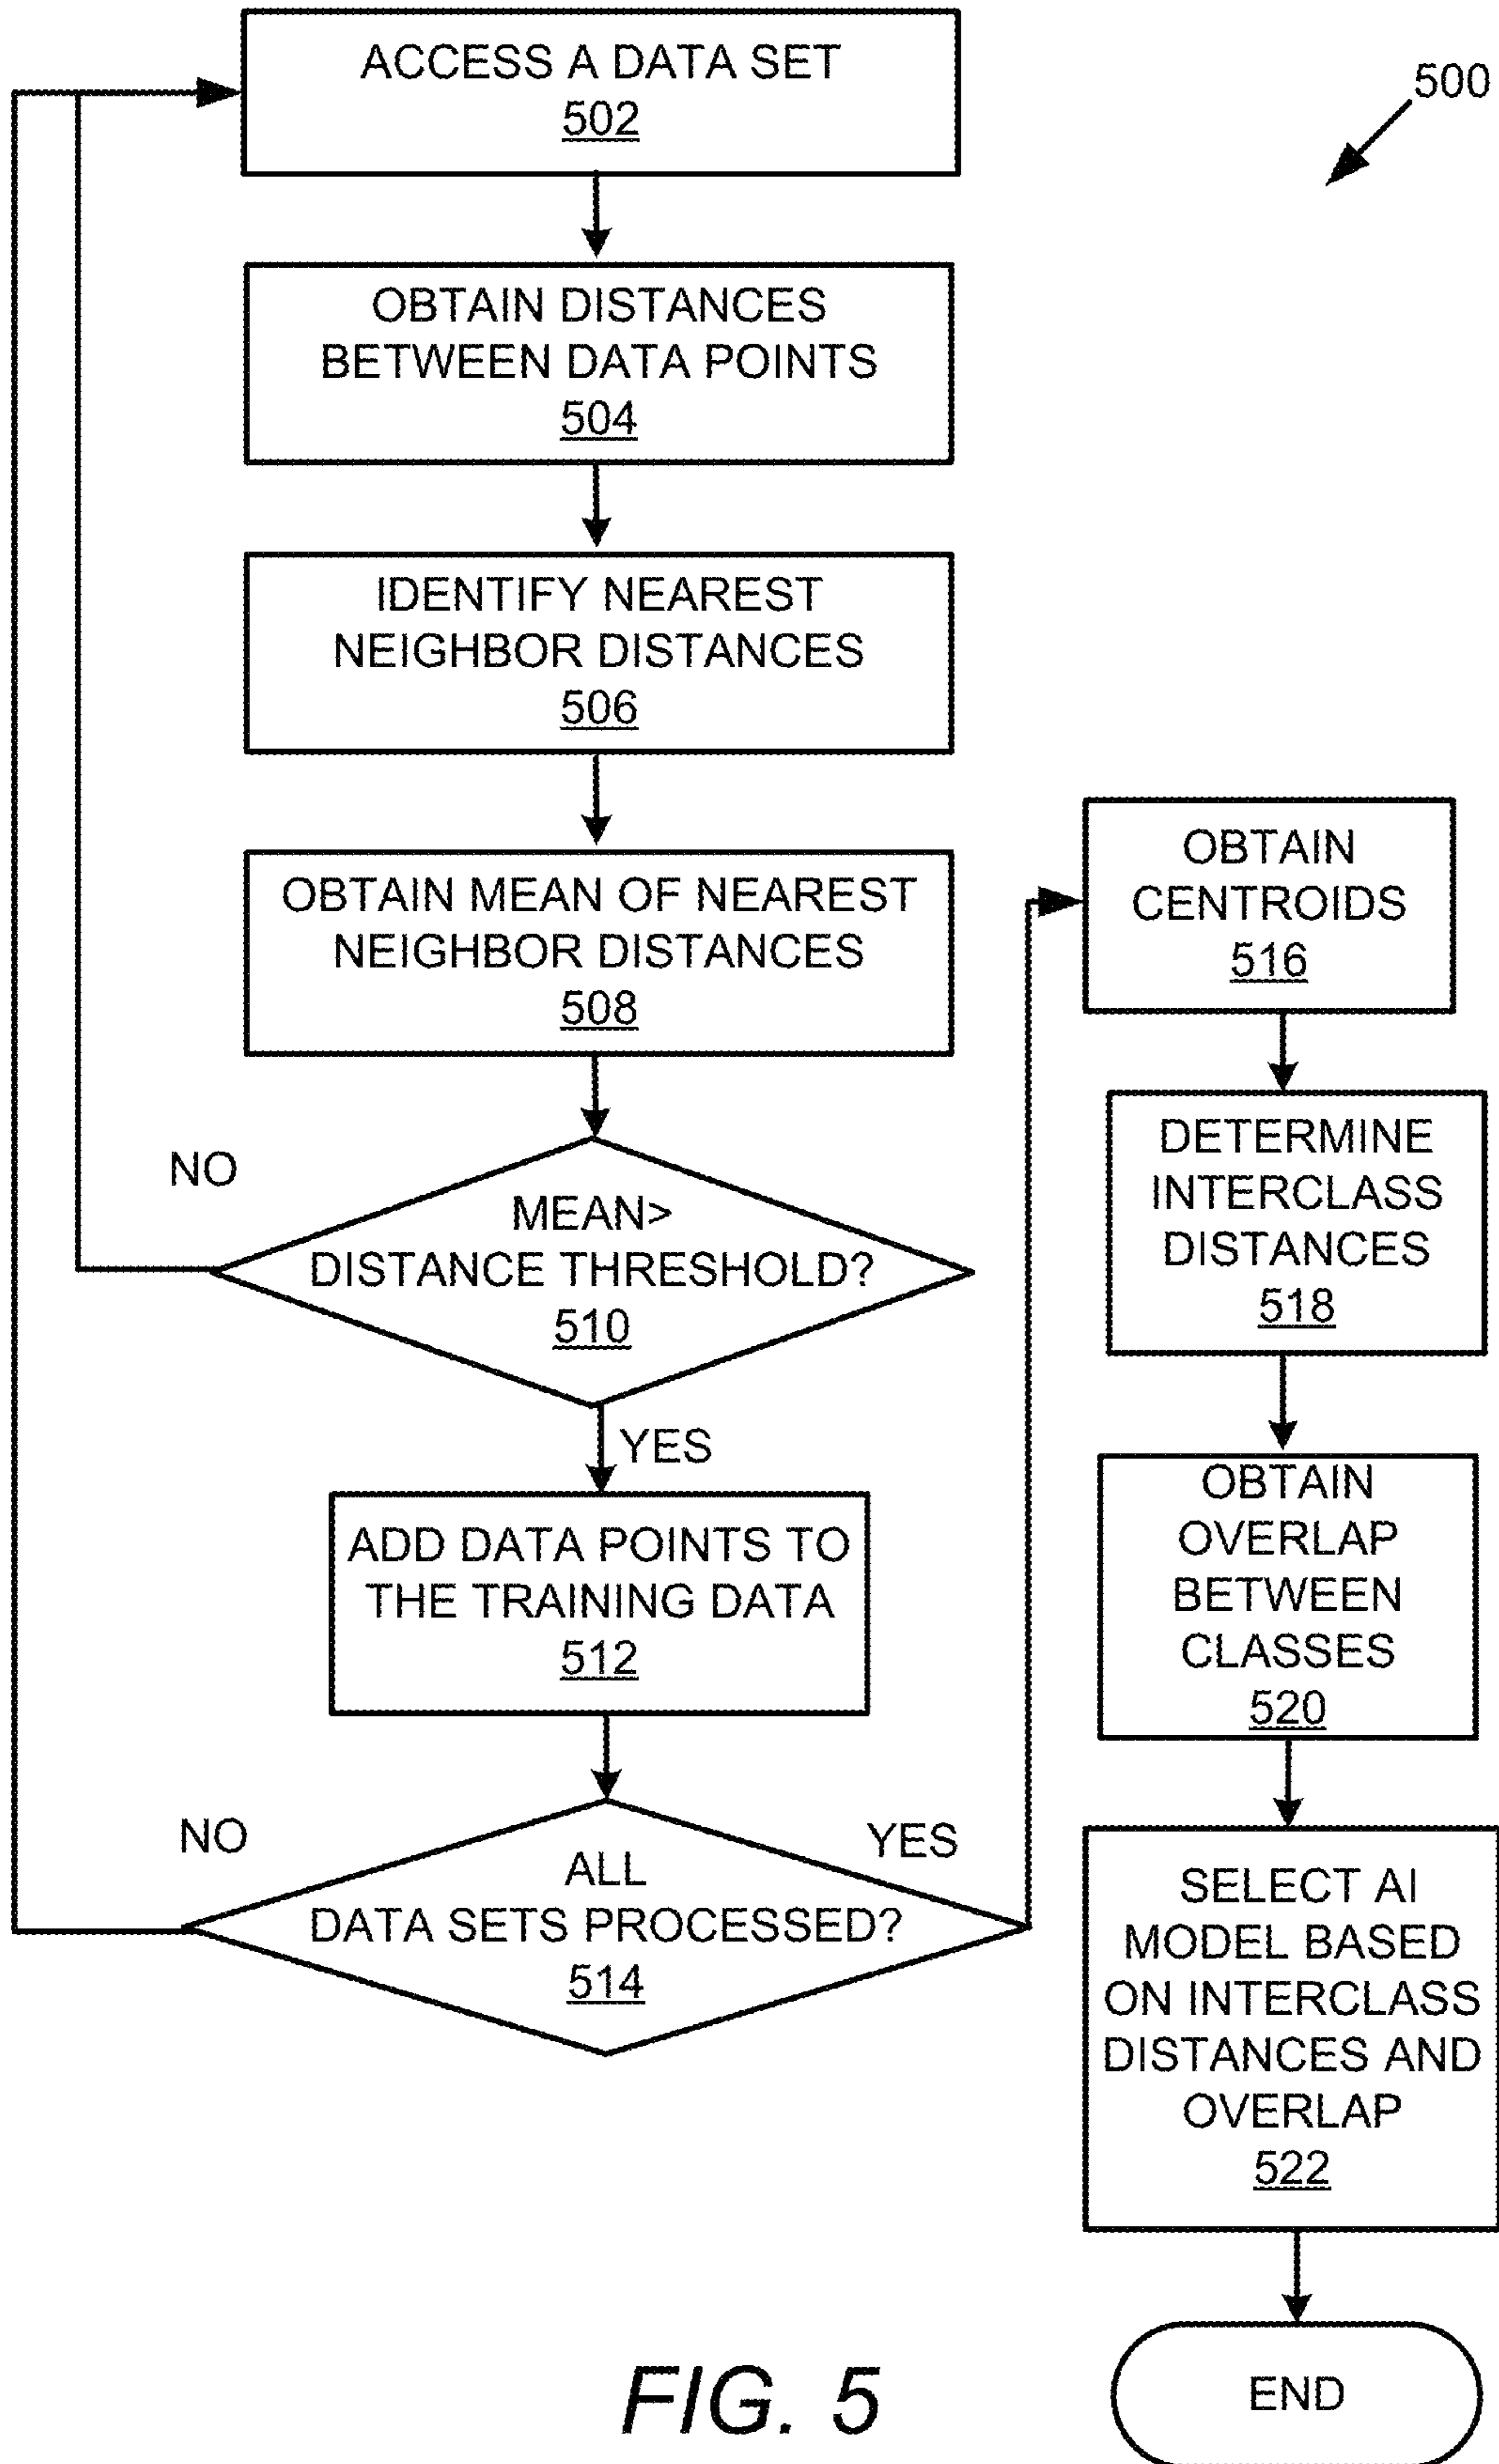 ACCESS A DATA SET
502
500
OBTAIN DISTANCES
BETWEEN DATA POINTS
504
IDENTIFY NEAREST
NEIGHBOR DISTANCES
506
OBTAIN MEAN OF NEAREST
NEIGHBOR DISTANCES
508
NO
MEAN>
DISTANCE THRESHOLD?
510
YES
ADD DATA POINTS TO
THE TRAINING DATA
512
NO
YES
ALL
DATA SETS PROCESSED?
514
OBTAIN
CENTROIDS
516
DETERMINE
INTERCLASS
DISTANCES
518
OBTAIN
OVERLAP
BETWEEN
CLASSES
520
SELECT AI
MODEL BASED
ON INTERCLASS
DISTANCES AND
OVERLAP
522
END
FIG. 5